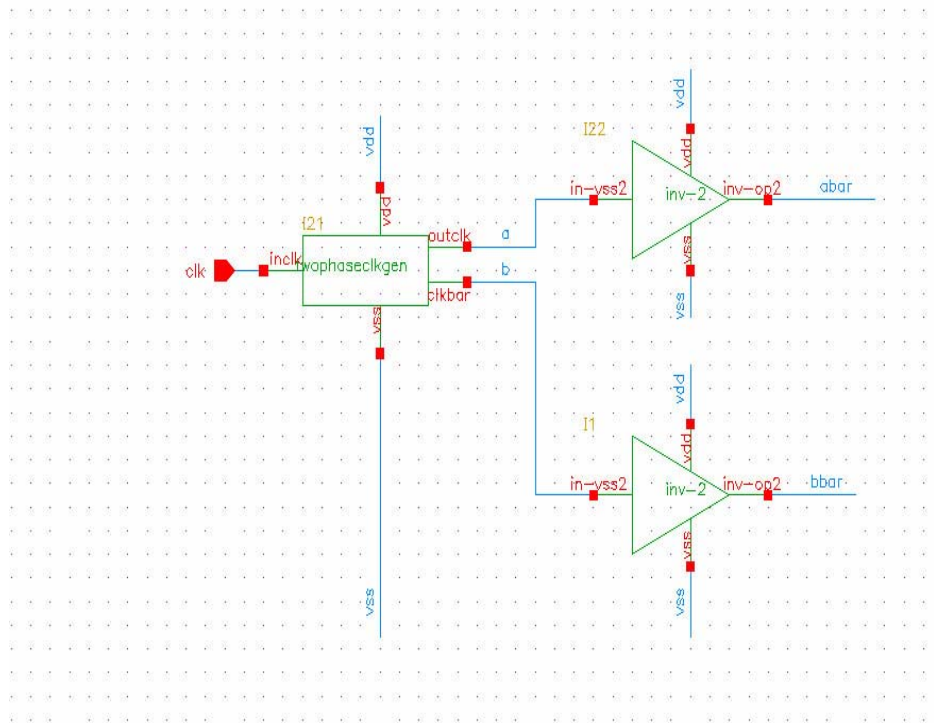 vdd
vdd
I22
vdd
vdd
in-vss2
inv-2
inv-op2
abar
vdd
I21
outclk
a
vss
clk
inclk
twophaseclkgen
b
clkbar
vss
vss
vdd
I1
vdd
in-vss2
inv-2
inv-op2
bbar
vss
vss
vss